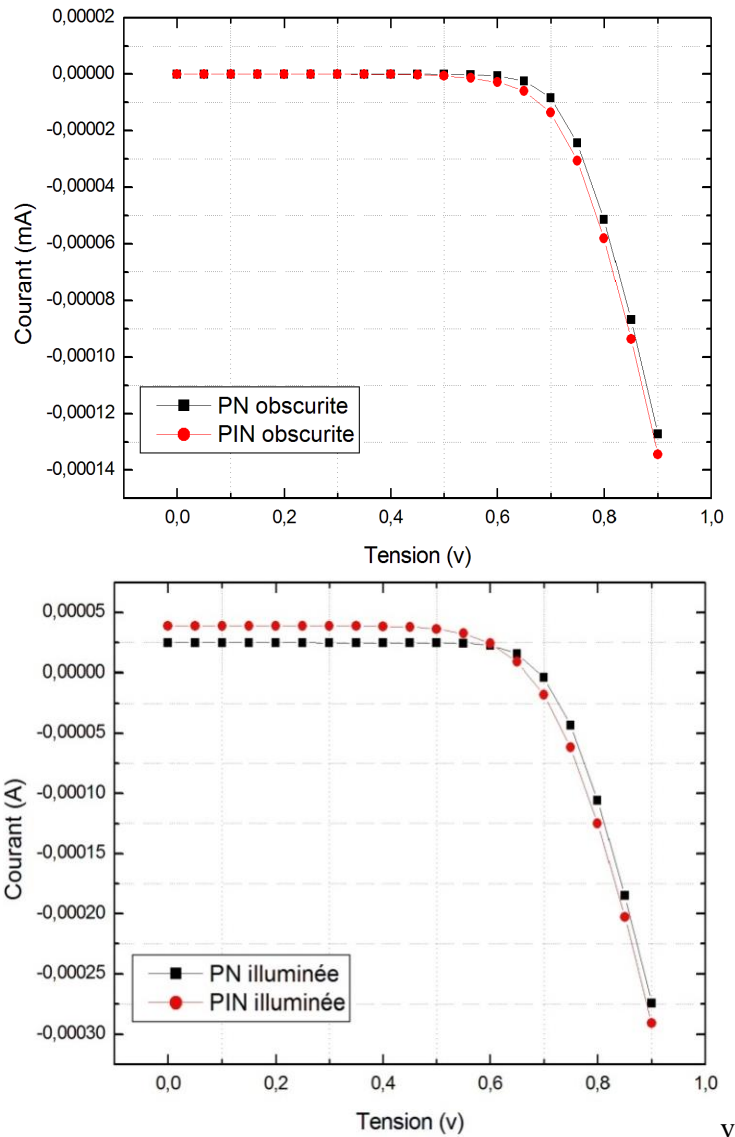 0,00002
0,00000
-0,00002
-0,00004
-0,00006
-0,00008
-0,00010
-0,00012
-0,00014
Courant (mA)
PN obscurite
PIN obscurite
0,0 0,2 0,4 0,6 0,8 1,0
Tension (v)
0,00005
0,00000
-0,00005
-0,00010
-0,00015
-0,00020
-0,00025
-0,00030
Courant (A)
PN illuminée
PIN illuminée
0,0 0,2 0,4 0,6 0,8 1,0
Tension (v)
v